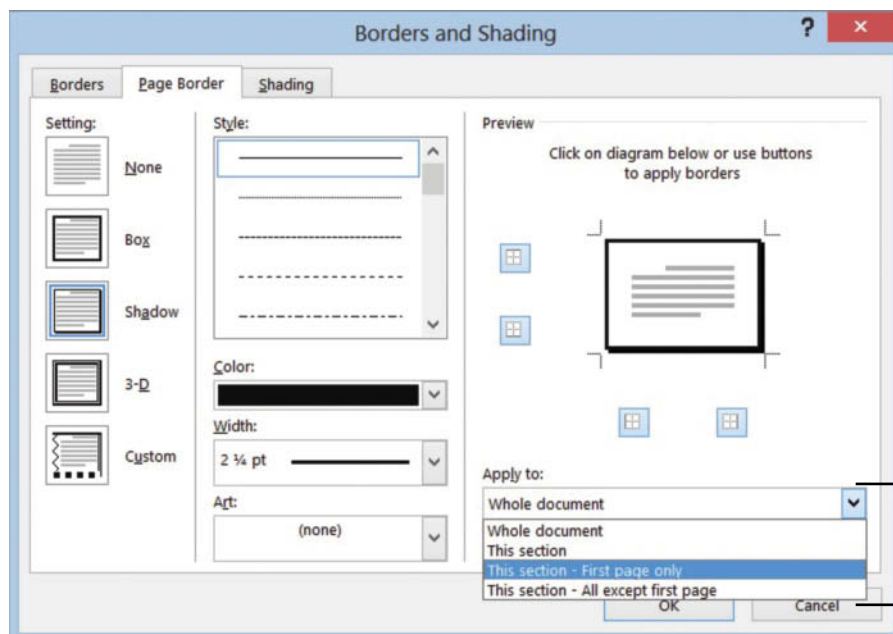 Borders and Shading
?
×
Borders
Page Border
Shading
Setting:
None
Box
Shadow
3-D
Custom
Style:
Color:
Width:
2 ¼ pt
Art:
(none)
Preview
Click on diagram below or use buttons
to apply borders
Apply to:
Whole document
Whole document
This section
This section - First page only
This section - All except first page
OK
Cancel